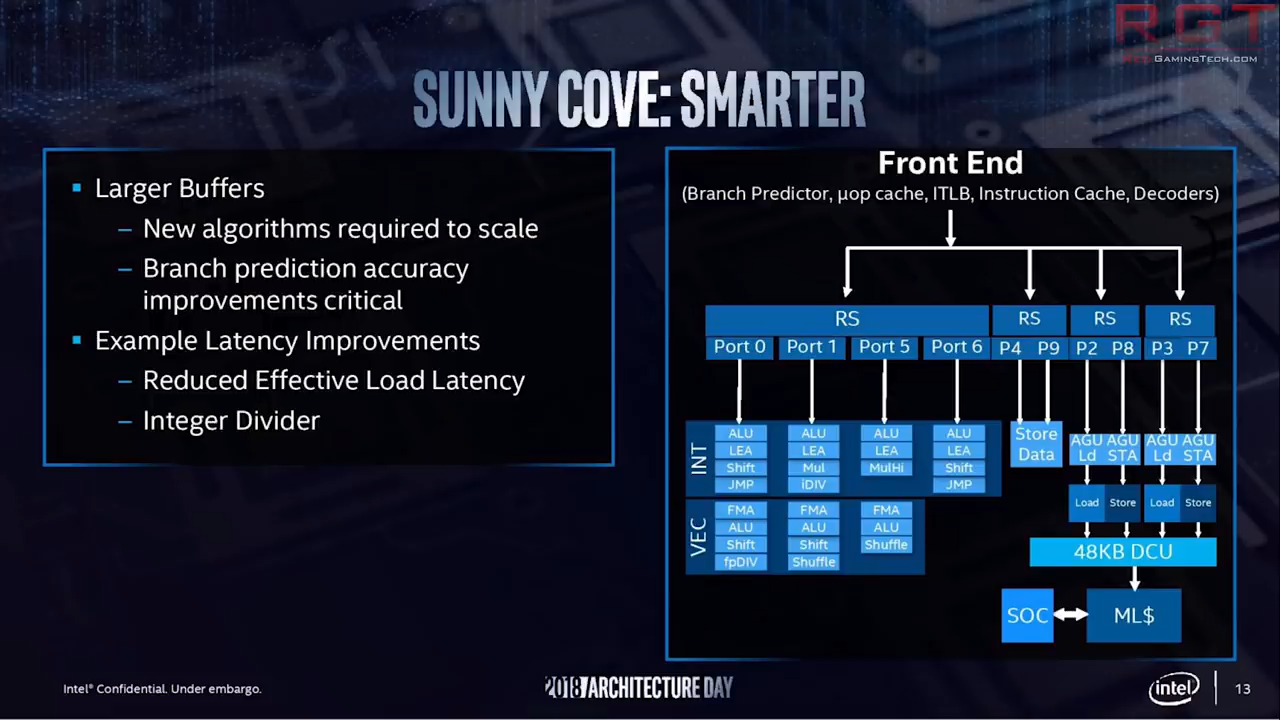 RGT
REDGAMINGTECH.COM
SUNNY COVE: SMARTER
▪ Larger Buffers
– New algorithms required to scale
– Branch prediction accuracy
improvements critical
▪ Example Latency Improvements
– Reduced Effective Load Latency
– Integer Divider
Front End
(Branch Predictor, µop cache, ITLB, Instruction Cache, Decoders)
RS RS RS RS
Port 0 Port 1 Port 5 Port 6 P4 P9 P2 P8 P3 P7
INT
ALU ALU ALU ALU
LEA LEA LEA LEA
Shift Mul MulHi Shift
JMP iDIV JMP
Store
Data
AGU AGU AGU AGU
Ld STA Ld STA
VEC
FMA FMA FMA
ALU ALU ALU
Shift Shift Shuffle
fpDIV Shuffle
Load Store Load Store
48KB DCU
SOC ML$
Intel® Confidential. Under embargo.
2018 ARCHITECTURE DAY
intel
13